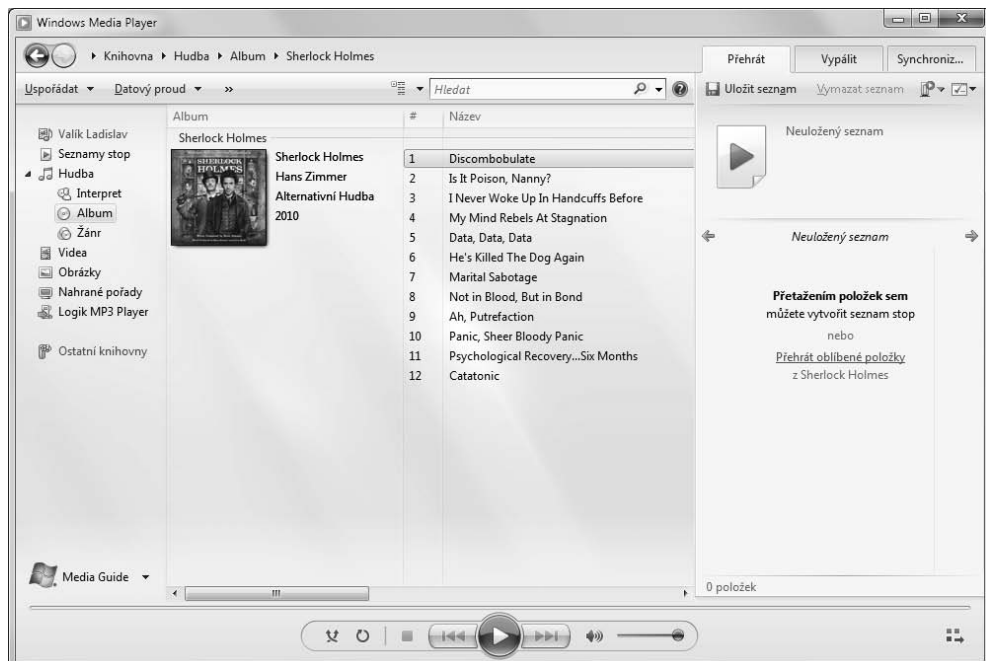 Windows Media Player
Knihovna Hudba Album Sherlock Holmes
Přehrát Vypálit Synchroniz...
Uspořádat Datový proud » Hledat
Uložit seznam Vymazat seznam
Valík Ladislav
Seznamy stop
Hudba
Interpret
Album
Žánr
Videa
Obrázky
Nahrané pořady
Logik MP3 Player
Ostatní knihovny
Media Guide
Album
Sherlock Holmes
SHERLOCK
HOLMES
Sherlock Holmes
Hans Zimmer
Alternativní Hudba
2010
# Název
1 Discombobulate
2 Is It Poison, Nanny?
3 I Never Woke Up In Handcuffs Before
4 My Mind Rebels At Stagnation
5 Data, Data, Data
6 He's Killed The Dog Again
7 Marital Sabotage
8 Not in Blood, But in Bond
9 Ah, Putrefaction
10 Panic, Sheer Bloody Panic
11 Psychological Recovery...Six Months
12 Catatonic
Neuložený seznam
Neuložený seznam
Přetažením položek sem
můžete vytvořit seznam stop
nebo
Přehrát oblíbené položky
z Sherlock Holmes
0 položek